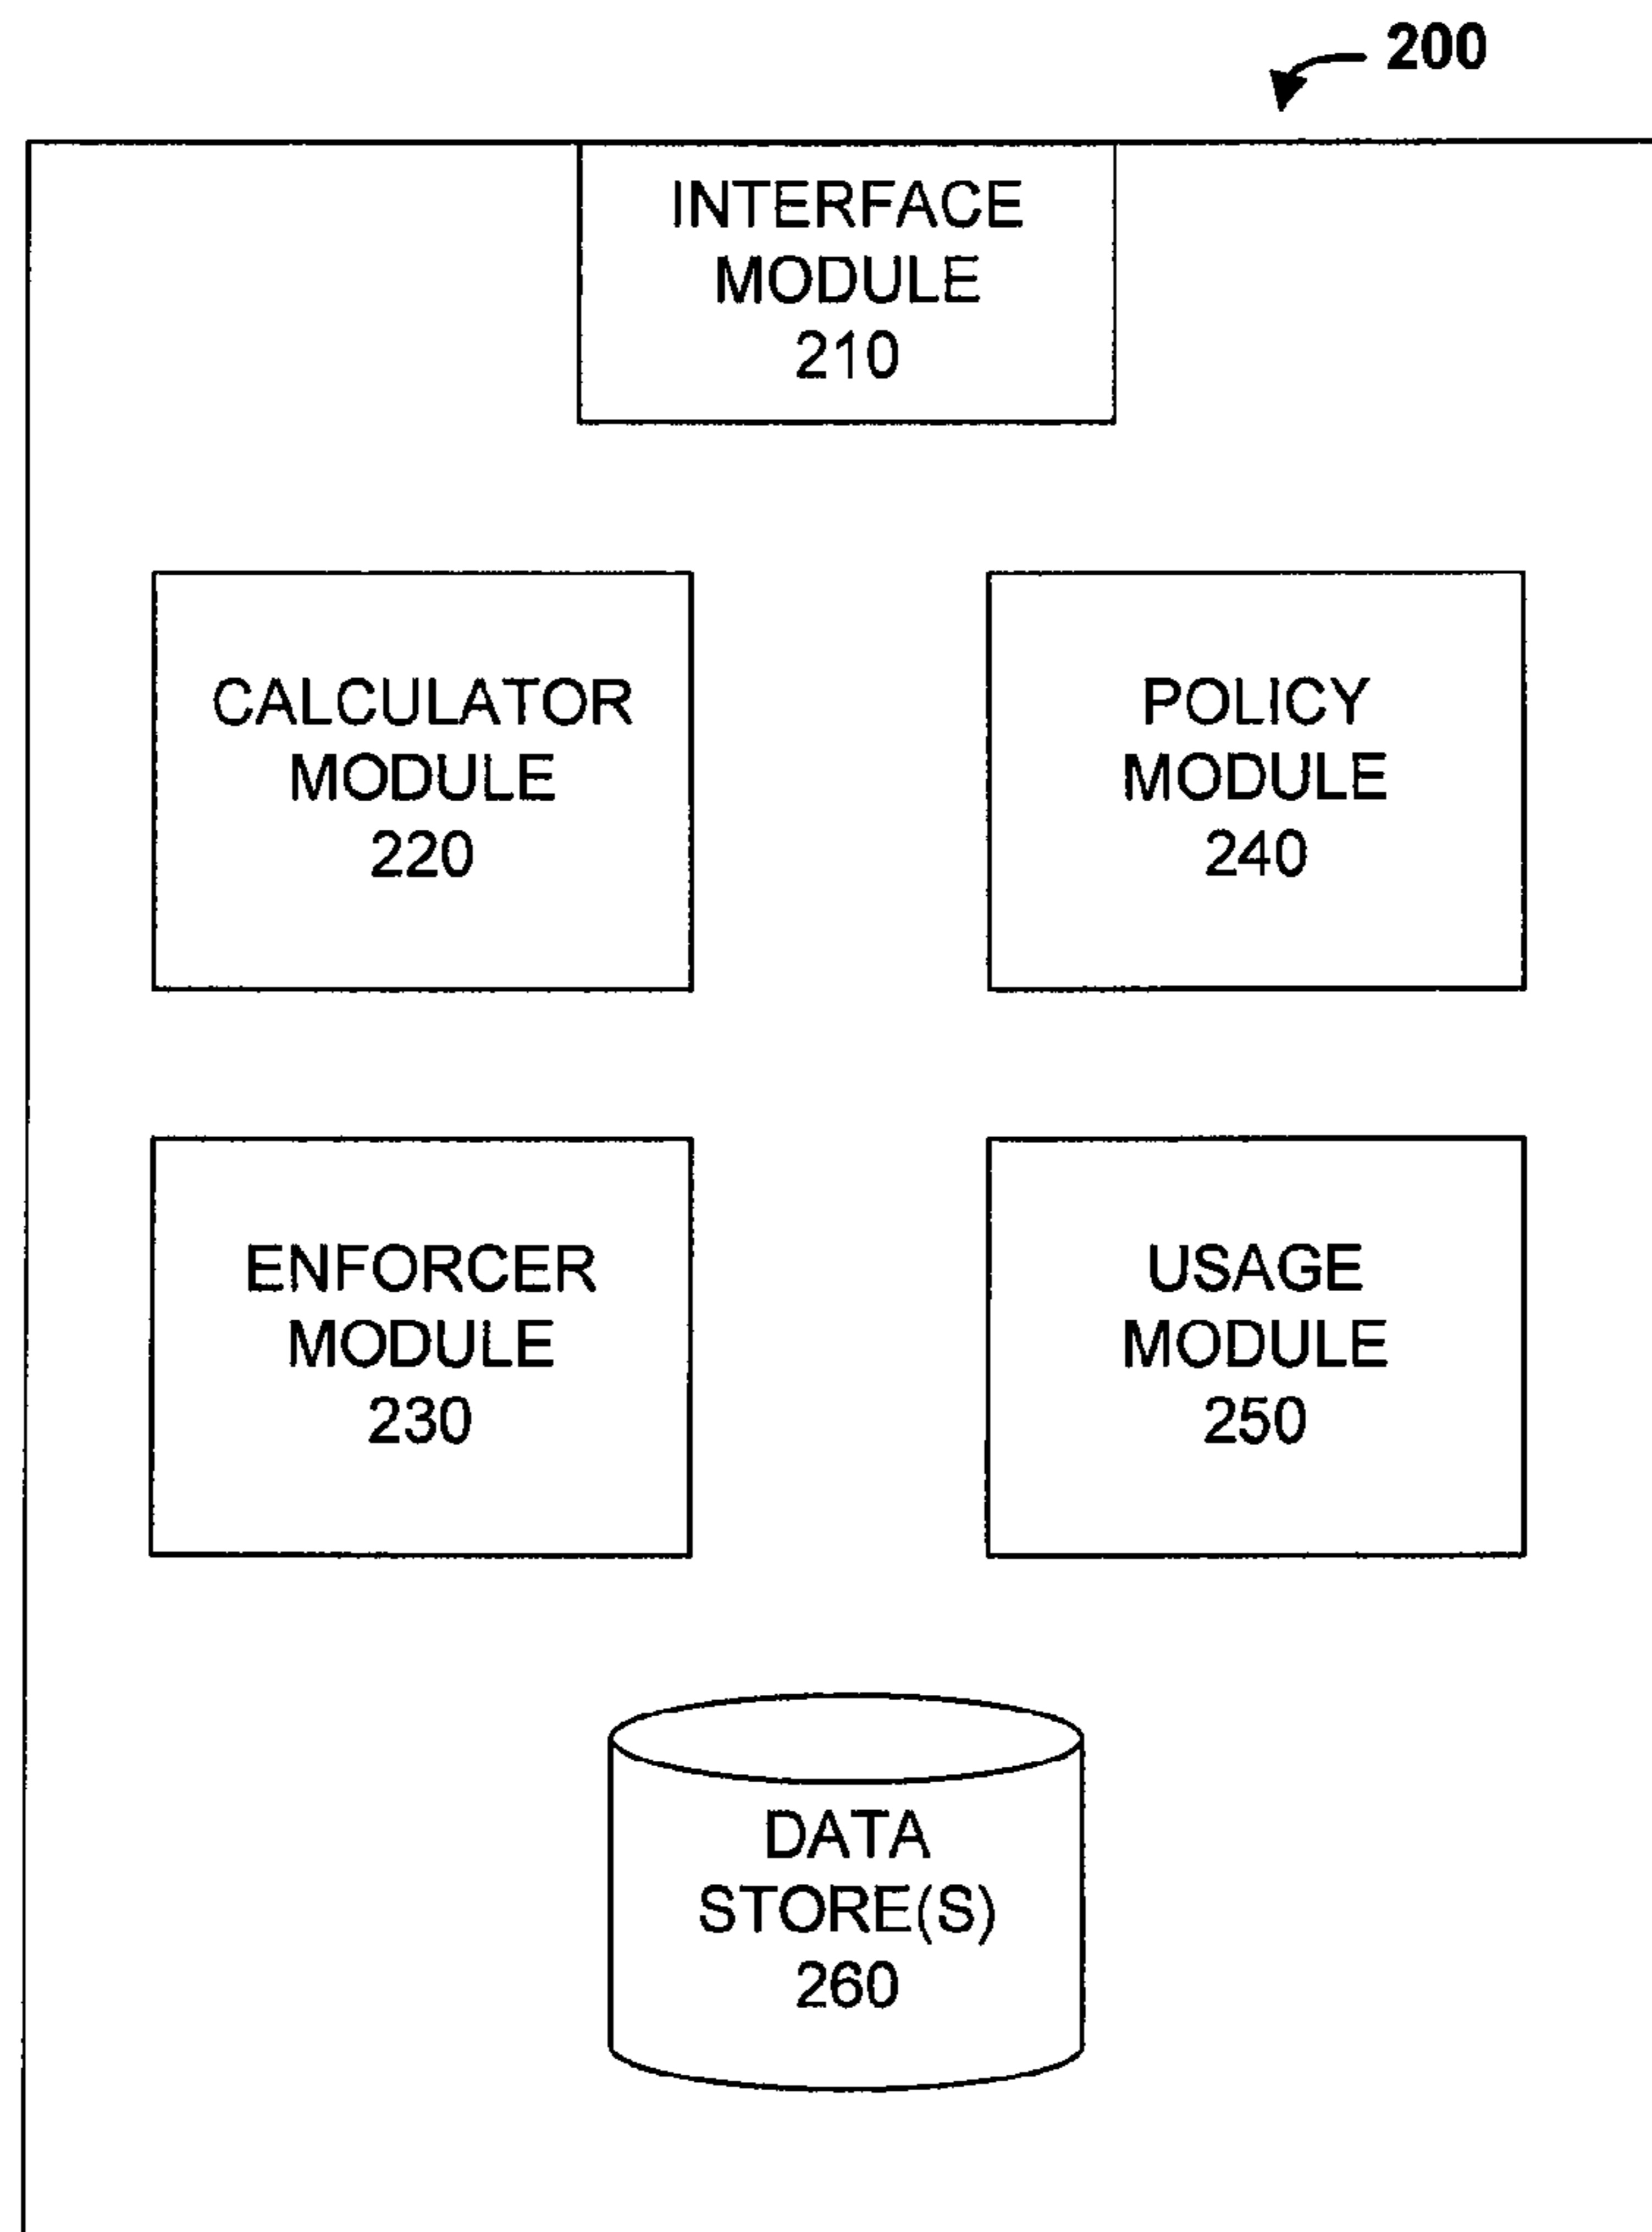 200
INTERFACE
MODULE
210
CALCULATOR
MODULE
220
POLICY
MODULE
240
ENFORCER
MODULE
230
USAGE
MODULE
250
DATA
STORE(S)
260